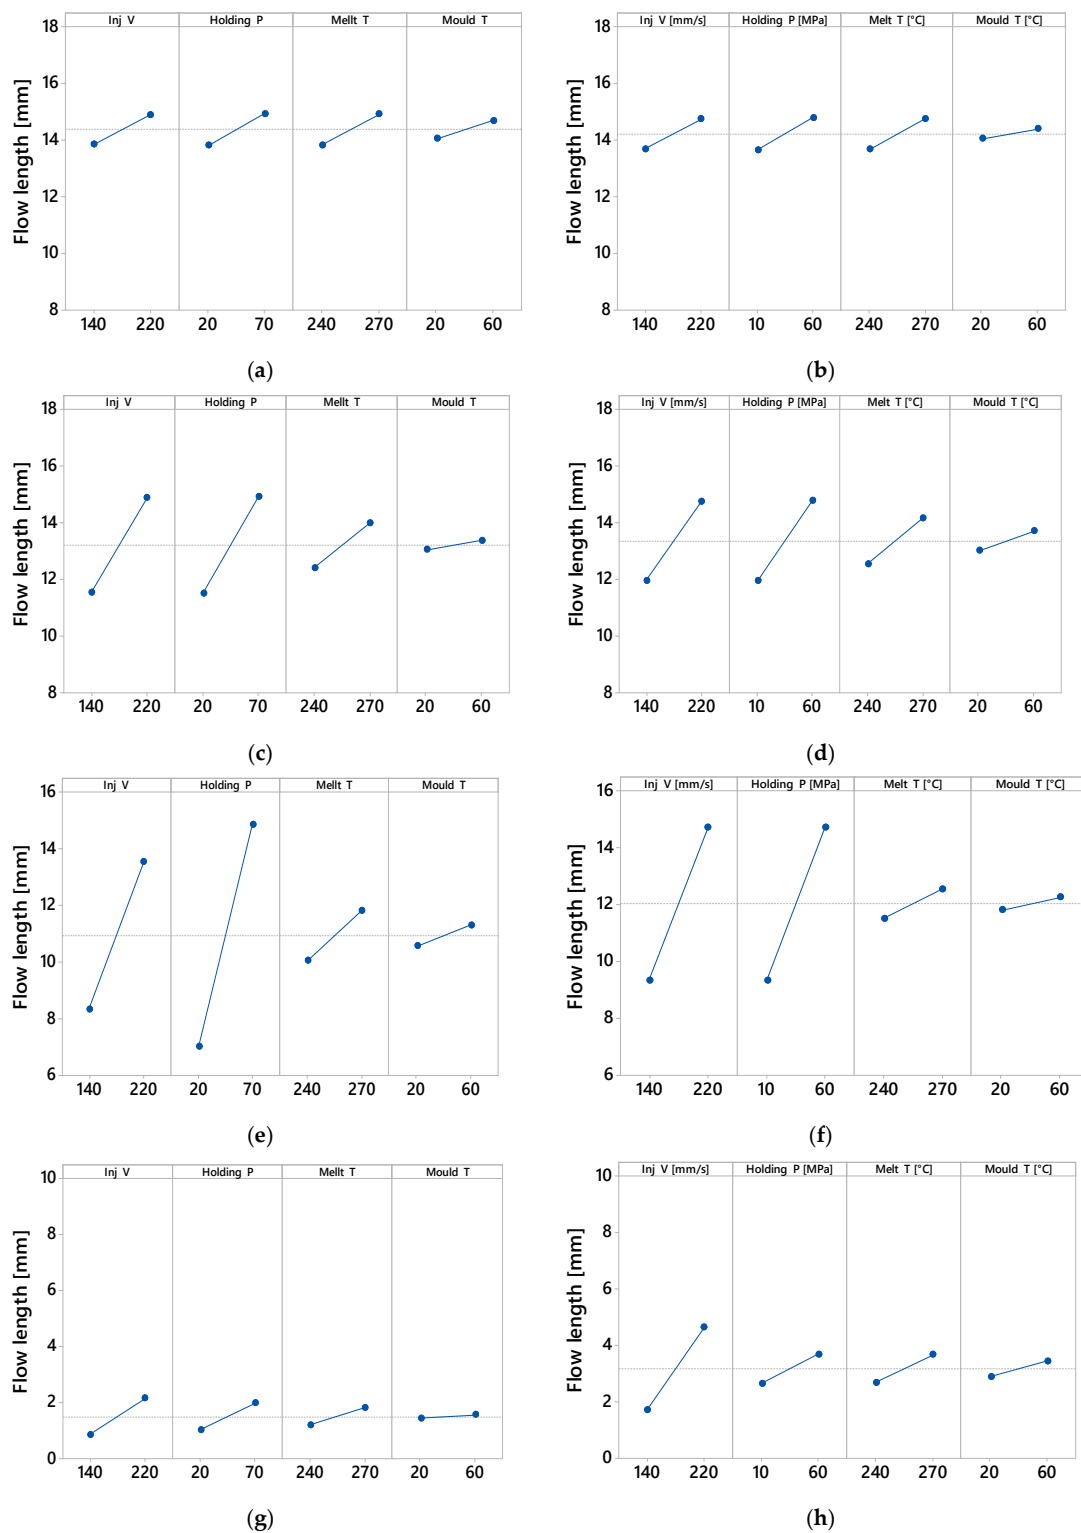 Inj V Holding P Mellt T Mould T
18
16
14
12
10
8
Flow length [mm]
140 220 20 70 240 270 20 60
(a)
Inj V [mm/s] Holding P [MPa] Melt T [°C] Mould T [°C]
18
16
14
12
10
8
Flow length [mm]
140 220 10 60 240 270 20 60
(b)
Inj V Holding P Mellt T Mould T
18
16
14
12
10
8
Flow length [mm]
140 220 20 70 240 270 20 60
(c)
Inj V [mm/s] Holding P [MPa] Melt T [°C] Mould T [°C]
18
16
14
12
10
8
Flow length [mm]
140 220 10 60 240 270 20 60
(d)
Inj V Holding P Mellt T Mould T
16
14
12
10
8
6
Flow length [mm]
140 220 20 70 240 270 20 60
(e)
Inj V [mm/s] Holding P [MPa] Melt T [°C] Mould T [°C]
16
14
12
10
8
6
Flow length [mm]
140 220 10 60 240 270 20 60
(f)
Inj V Holding P Mellt T Mould T
10
8
6
4
2
0
Flow length [mm]
140 220 20 70 240 270 20 60
(g)
Inj V [mm/s] Holding P [MPa] Melt T [°C] Mould T [°C]
10
8
6
4
2
0
Flow length [mm]
140 220 10 60 240 270 20 60
(h)